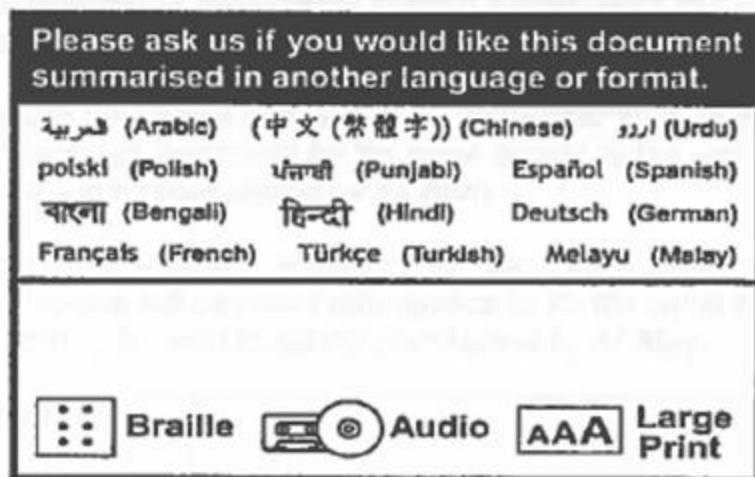 Please ask us if you would like this document
summarised in another language or format.
العربية (Arabic) (中文 (繁體字)) (Chinese) اردو (Urdu)
polski (Polish) ਪੰਜਾਬੀ (Punjabi) Español (Spanish)
বাংলা (Bengali) हिन्दी (Hindi) Deutsch (German)
Français (French) Türkçe (Turkish) Melayu (Malay)
Braille Audio AAA Large
Print